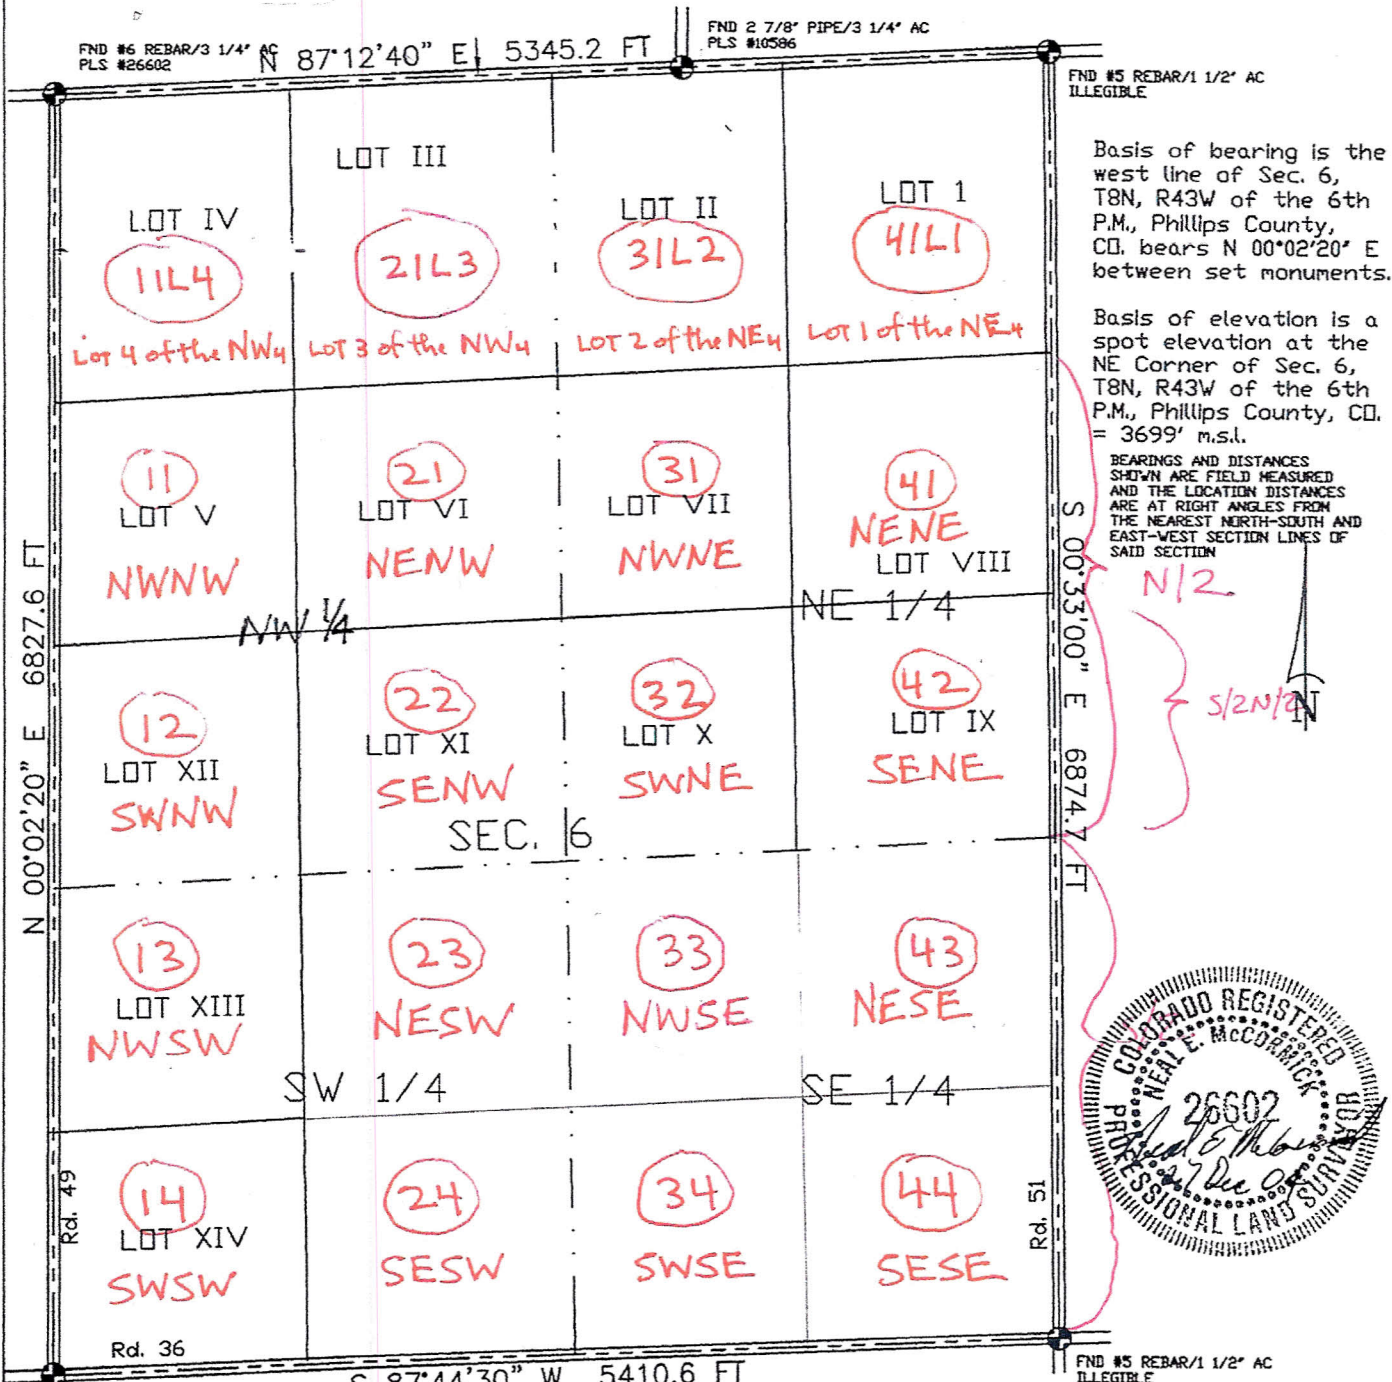 FND #6 REBAR/3 1/4" AC
PLS #26602
N 87°12'40" E 5345.2 FT
FND 2 7/8" PIPE/3 1/4" AC
PLS #10586
FND #5 REBAR/1 1/2" AC
ILLEGIBLE
LOT IV
11L4
Lot 4 of the NW4
LOT III
21L3
LOT 3 of the NW4
LOT II
31L2
LOT 2 of the NE4
LOT 1
41L1
Lot 1 of the NE4
Basis of bearing is the
west line of Sec. 6,
T8N, R43W of the 6th
P.M., Phillips County,
CO. bears N 00°02'20" E
between set monuments.
Basis of elevation is a
spot elevation at the
NE Corner of Sec. 6,
T8N, R43W of the 6th
P.M., Phillips County, CO.
= 3699' m.s.l.
BEARINGS AND DISTANCES
SHOWN ARE FIELD MEASURED
AND THE LOCATION DISTANCES
ARE AT RIGHT ANGLES FROM
THE NEAREST NORTH-SOUTH AND
EAST-WEST SECTION LINES OF
SAID SECTION
11
LOT V
NWNW
21
LOT VI
NENW
31
LOT VII
NWNE
41
NENE
LOT VIII
N/2
NW 1/4
NE 1/4
N 00°02'20" E 6827.6 FT
S 00°33'00" E 6874.7 FT
12
LOT XII
SWNW
22
LOT XI
SENW
32
LOT X
SWNE
42
LOT IX
SENE
S/2N/2
N
SEC. 6
13
LOT XIII
NWSW
23
NESW
33
NWSE
43
NESE
SW 1/4
SE 1/4
COLORADO REGISTERED
NEAL E. McCORMICK
26602
27 Dec
PROFESSIONAL LAND SURVEYOR
14
LOT XIV
SWSW
24
SESW
34
SWSE
44
SESE
Rd. 49
Rd. 51
Rd. 36
S 87°44'30" W 5410.6 FT
FND #5 REBAR/1 1/2" AC
ILLEGIBLE